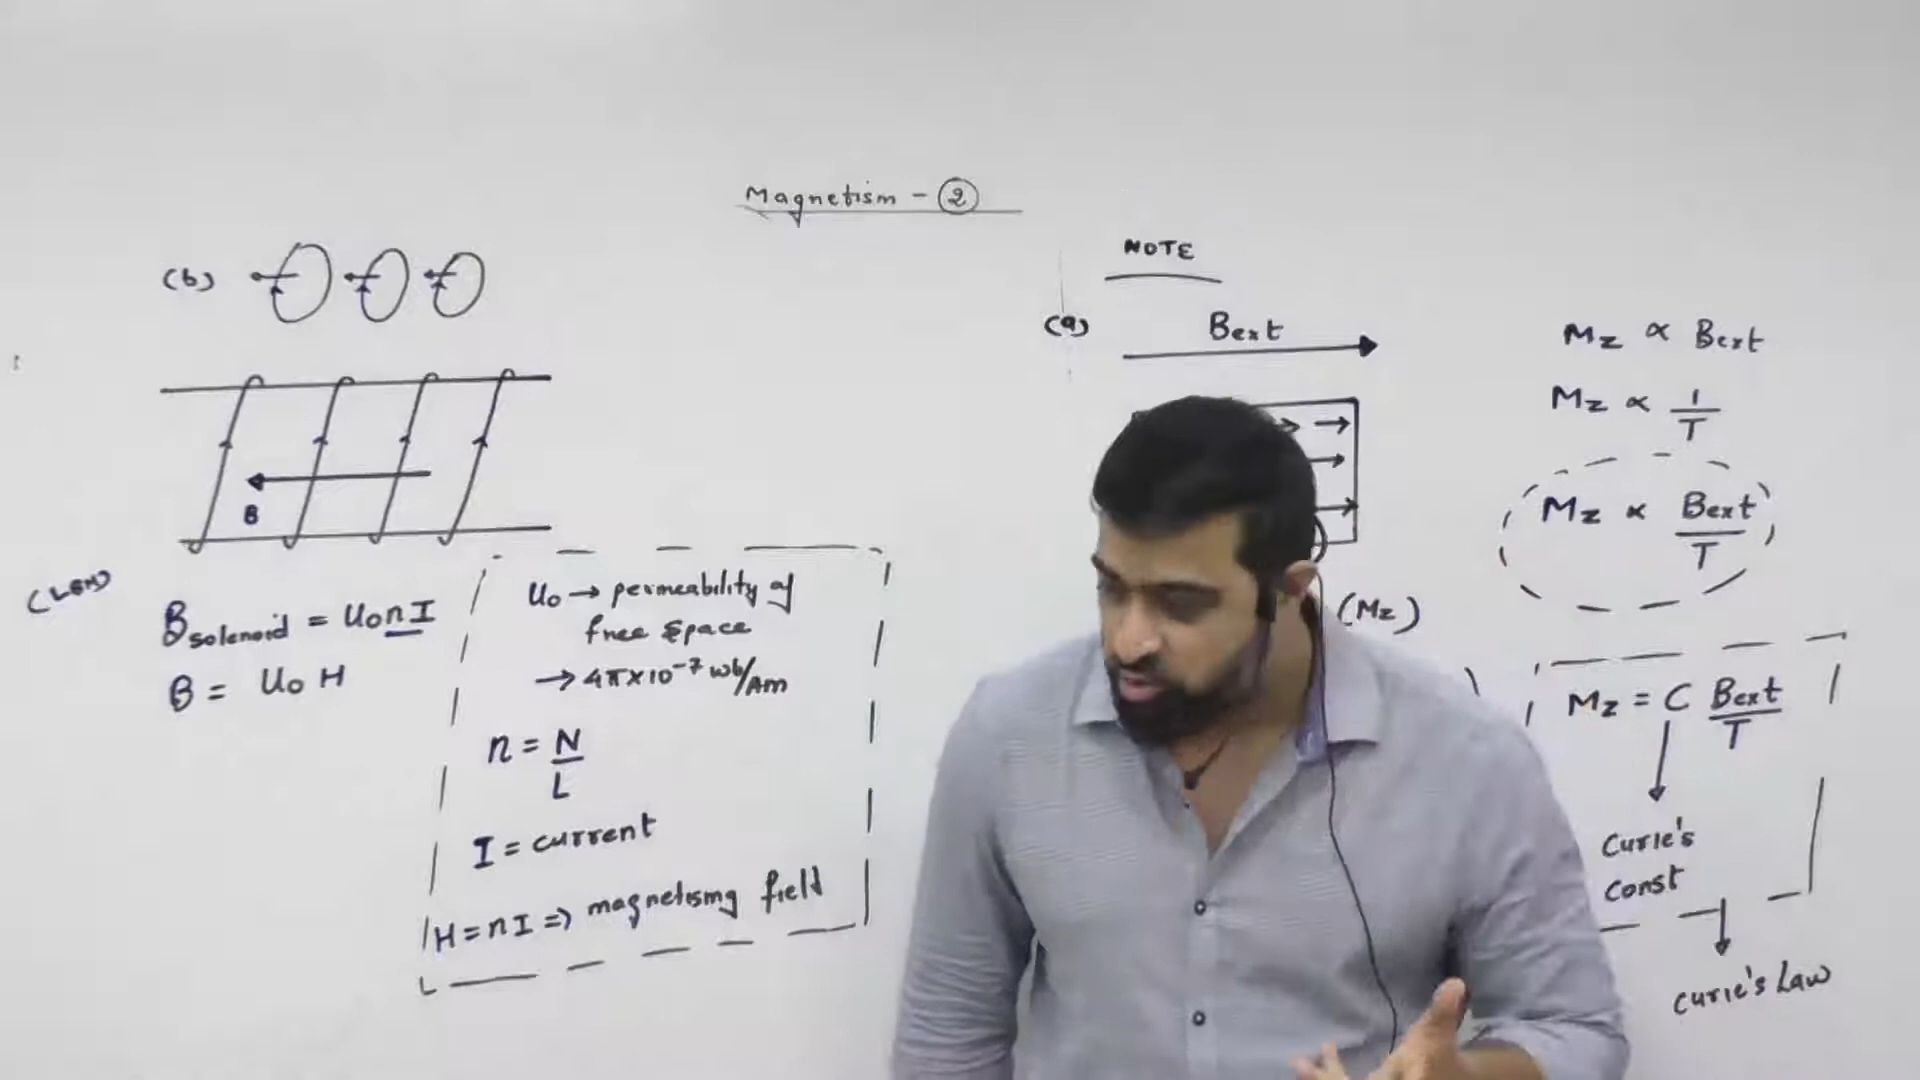 Magnetism - 2
(b)
B
(LSM)
Bsolenoid = u₀nI
B = u₀ H
u₀ → permeability of
free space
→ 4π×10⁻⁷ wb/Am
n = N/L
I = current
H = nI => magnetismg field
NOTE
(a)
Bext
(Mz)
Mz ∝ Bext
Mz ∝ 1/T
Mz ∝ Bext/T
Mz = C Bext/T
Curie's
Const
Curie's Law